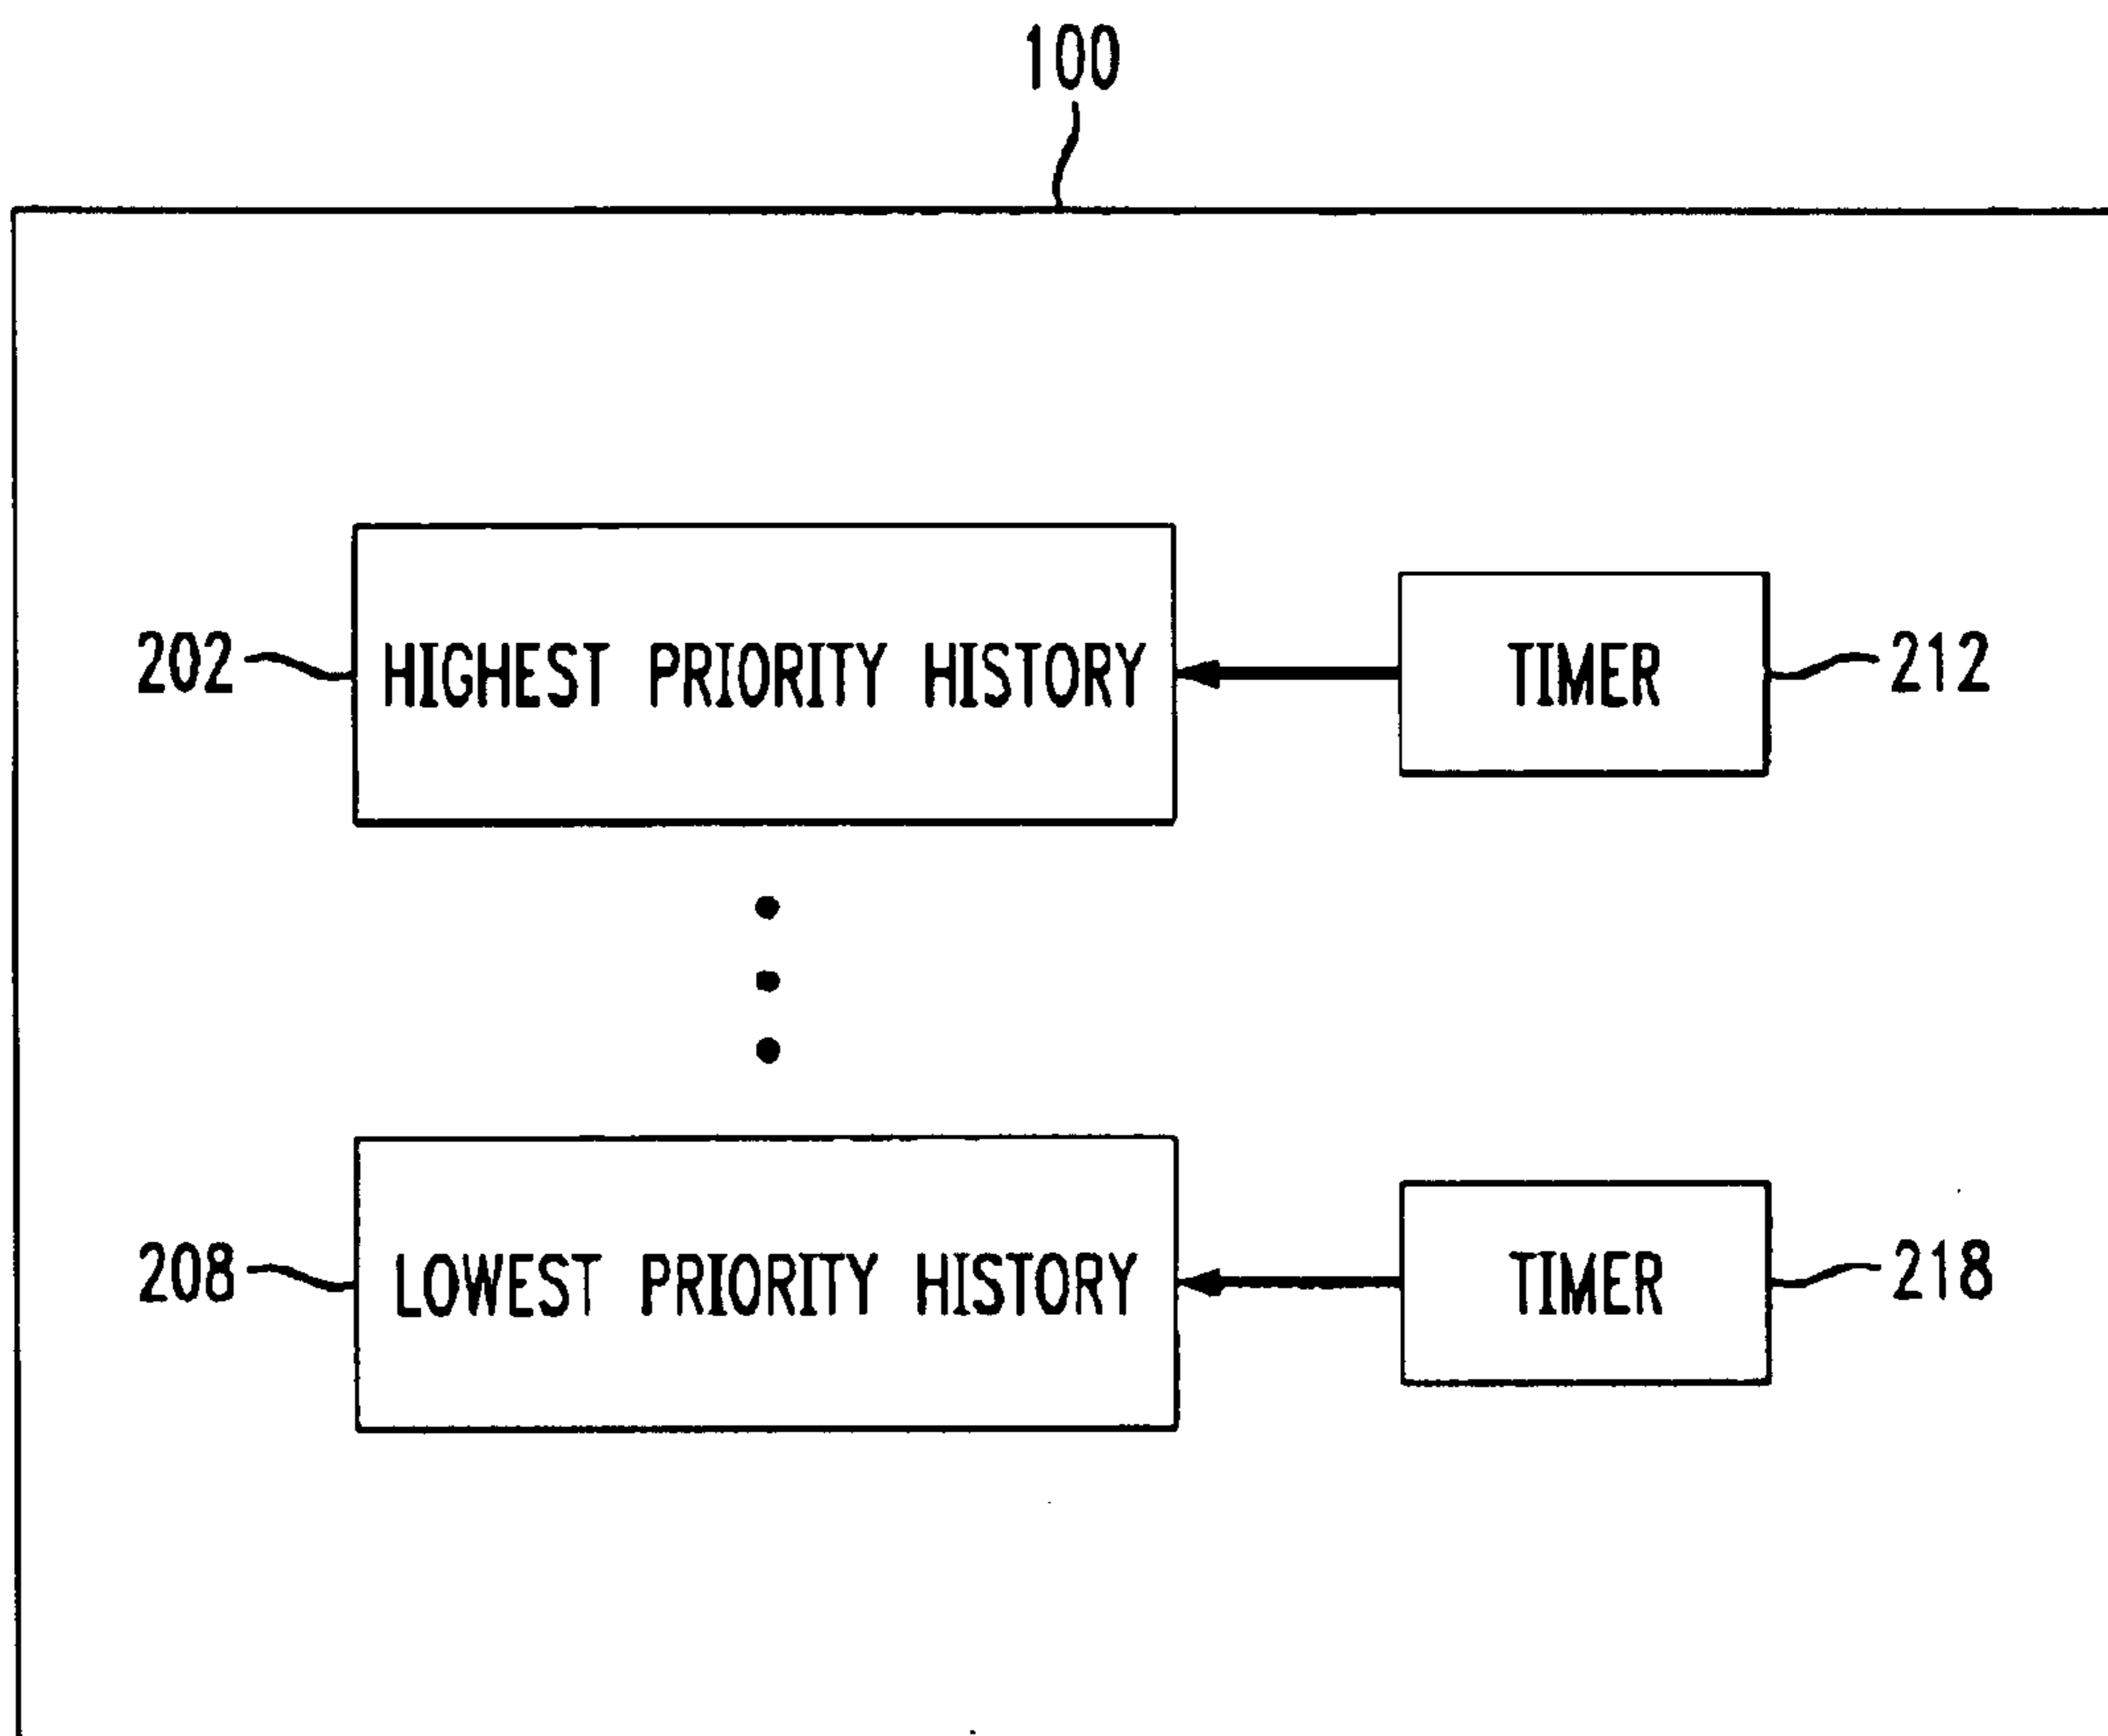 100
202
HIGHEST PRIORITY HISTORY
TIMER
212
208
LOWEST PRIORITY HISTORY
TIMER
218